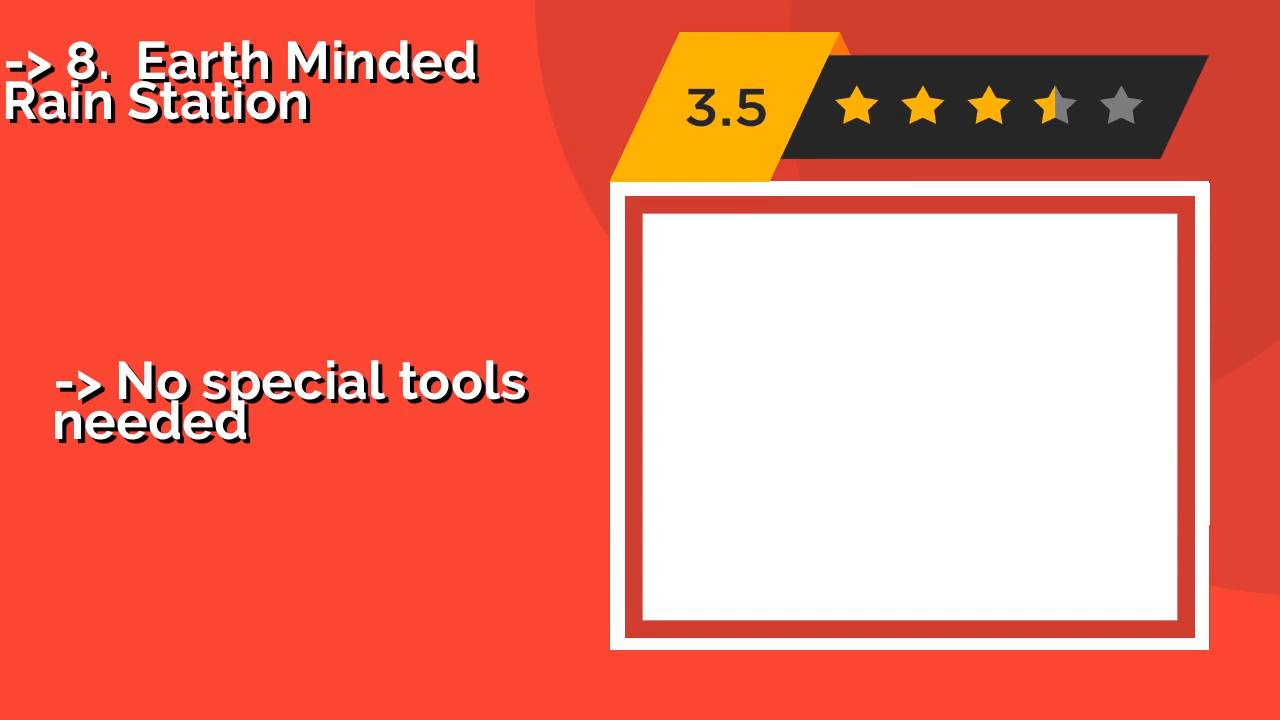 -> 8. Earth Minded
Rain Station
3.5
-> No special tools
needed